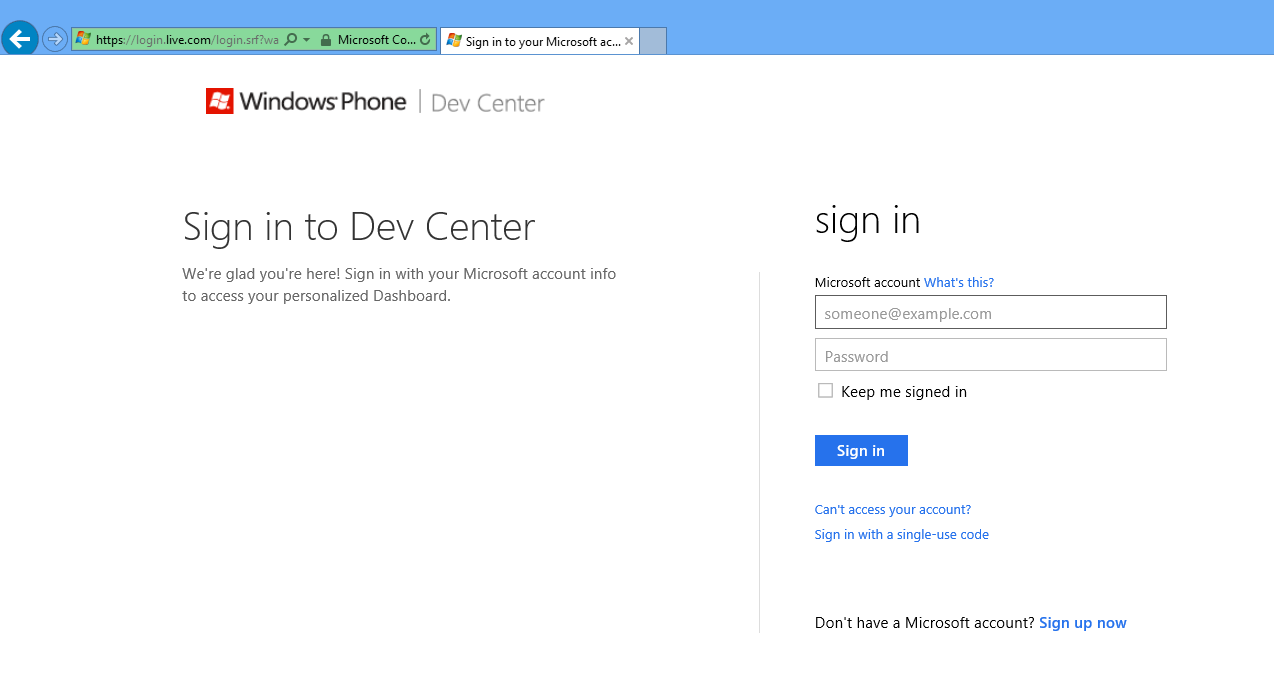 https://login.live.com/login.srf?wa
Microsoft Co...
Sign in to your Microsoft ac...
Windows Phone | Dev Center
Sign in to Dev Center
We're glad you're here! Sign in with your Microsoft account info
to access your personalized Dashboard.
sign in
Microsoft account What's this?
someone@example.com
Password
Keep me signed in
Sign in
Can't access your account?
Sign in with a single-use code
Don't have a Microsoft account? Sign up now